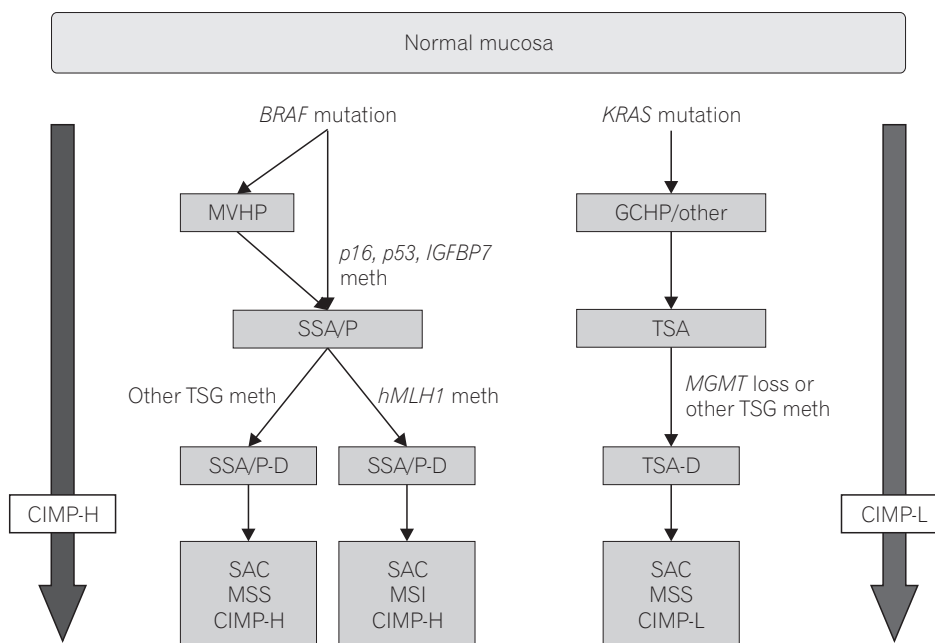 Normal mucosa
BRAF mutation
KRAS mutation
MVHP
GCHP/other
p16, p53, IGFBP7
meth
SSA/P
TSA
Other TSG meth
hMLH1 meth
MGMT loss or
other TSG meth
SSA/P-D
SSA/P-D
TSA-D
CIMP-H
CIMP-L
SAC
MSS
CIMP-H
SAC
MSI
CIMP-H
SAC
MSS
CIMP-L